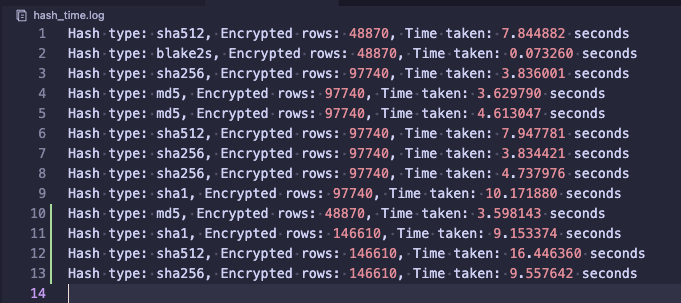 hash_time.log
1 Hash type: sha512, Encrypted rows: 48870, Time taken: 7.844882 seconds
2 Hash type: blake2s, Encrypted rows: 48870, Time taken: 0.073260 seconds
3 Hash type: sha256, Encrypted rows: 97740, Time taken: 3.836001 seconds
4 Hash type: md5, Encrypted rows: 97740, Time taken: 3.629790 seconds
5 Hash type: md5, Encrypted rows: 97740, Time taken: 4.613047 seconds
6 Hash type: sha512, Encrypted rows: 97740, Time taken: 7.947781 seconds
7 Hash type: sha256, Encrypted rows: 97740, Time taken: 3.834421 seconds
8 Hash type: sha256, Encrypted rows: 97740, Time taken: 4.737976 seconds
9 Hash type: sha1, Encrypted rows: 97740, Time taken: 10.171880 seconds
10 Hash type: md5, Encrypted rows: 48870, Time taken: 3.598143 seconds
11 Hash type: sha1, Encrypted rows: 146610, Time taken: 9.153374 seconds
12 Hash type: sha512, Encrypted rows: 146610, Time taken: 16.446360 seconds
13 Hash type: sha256, Encrypted rows: 146610, Time taken: 9.557642 seconds
14